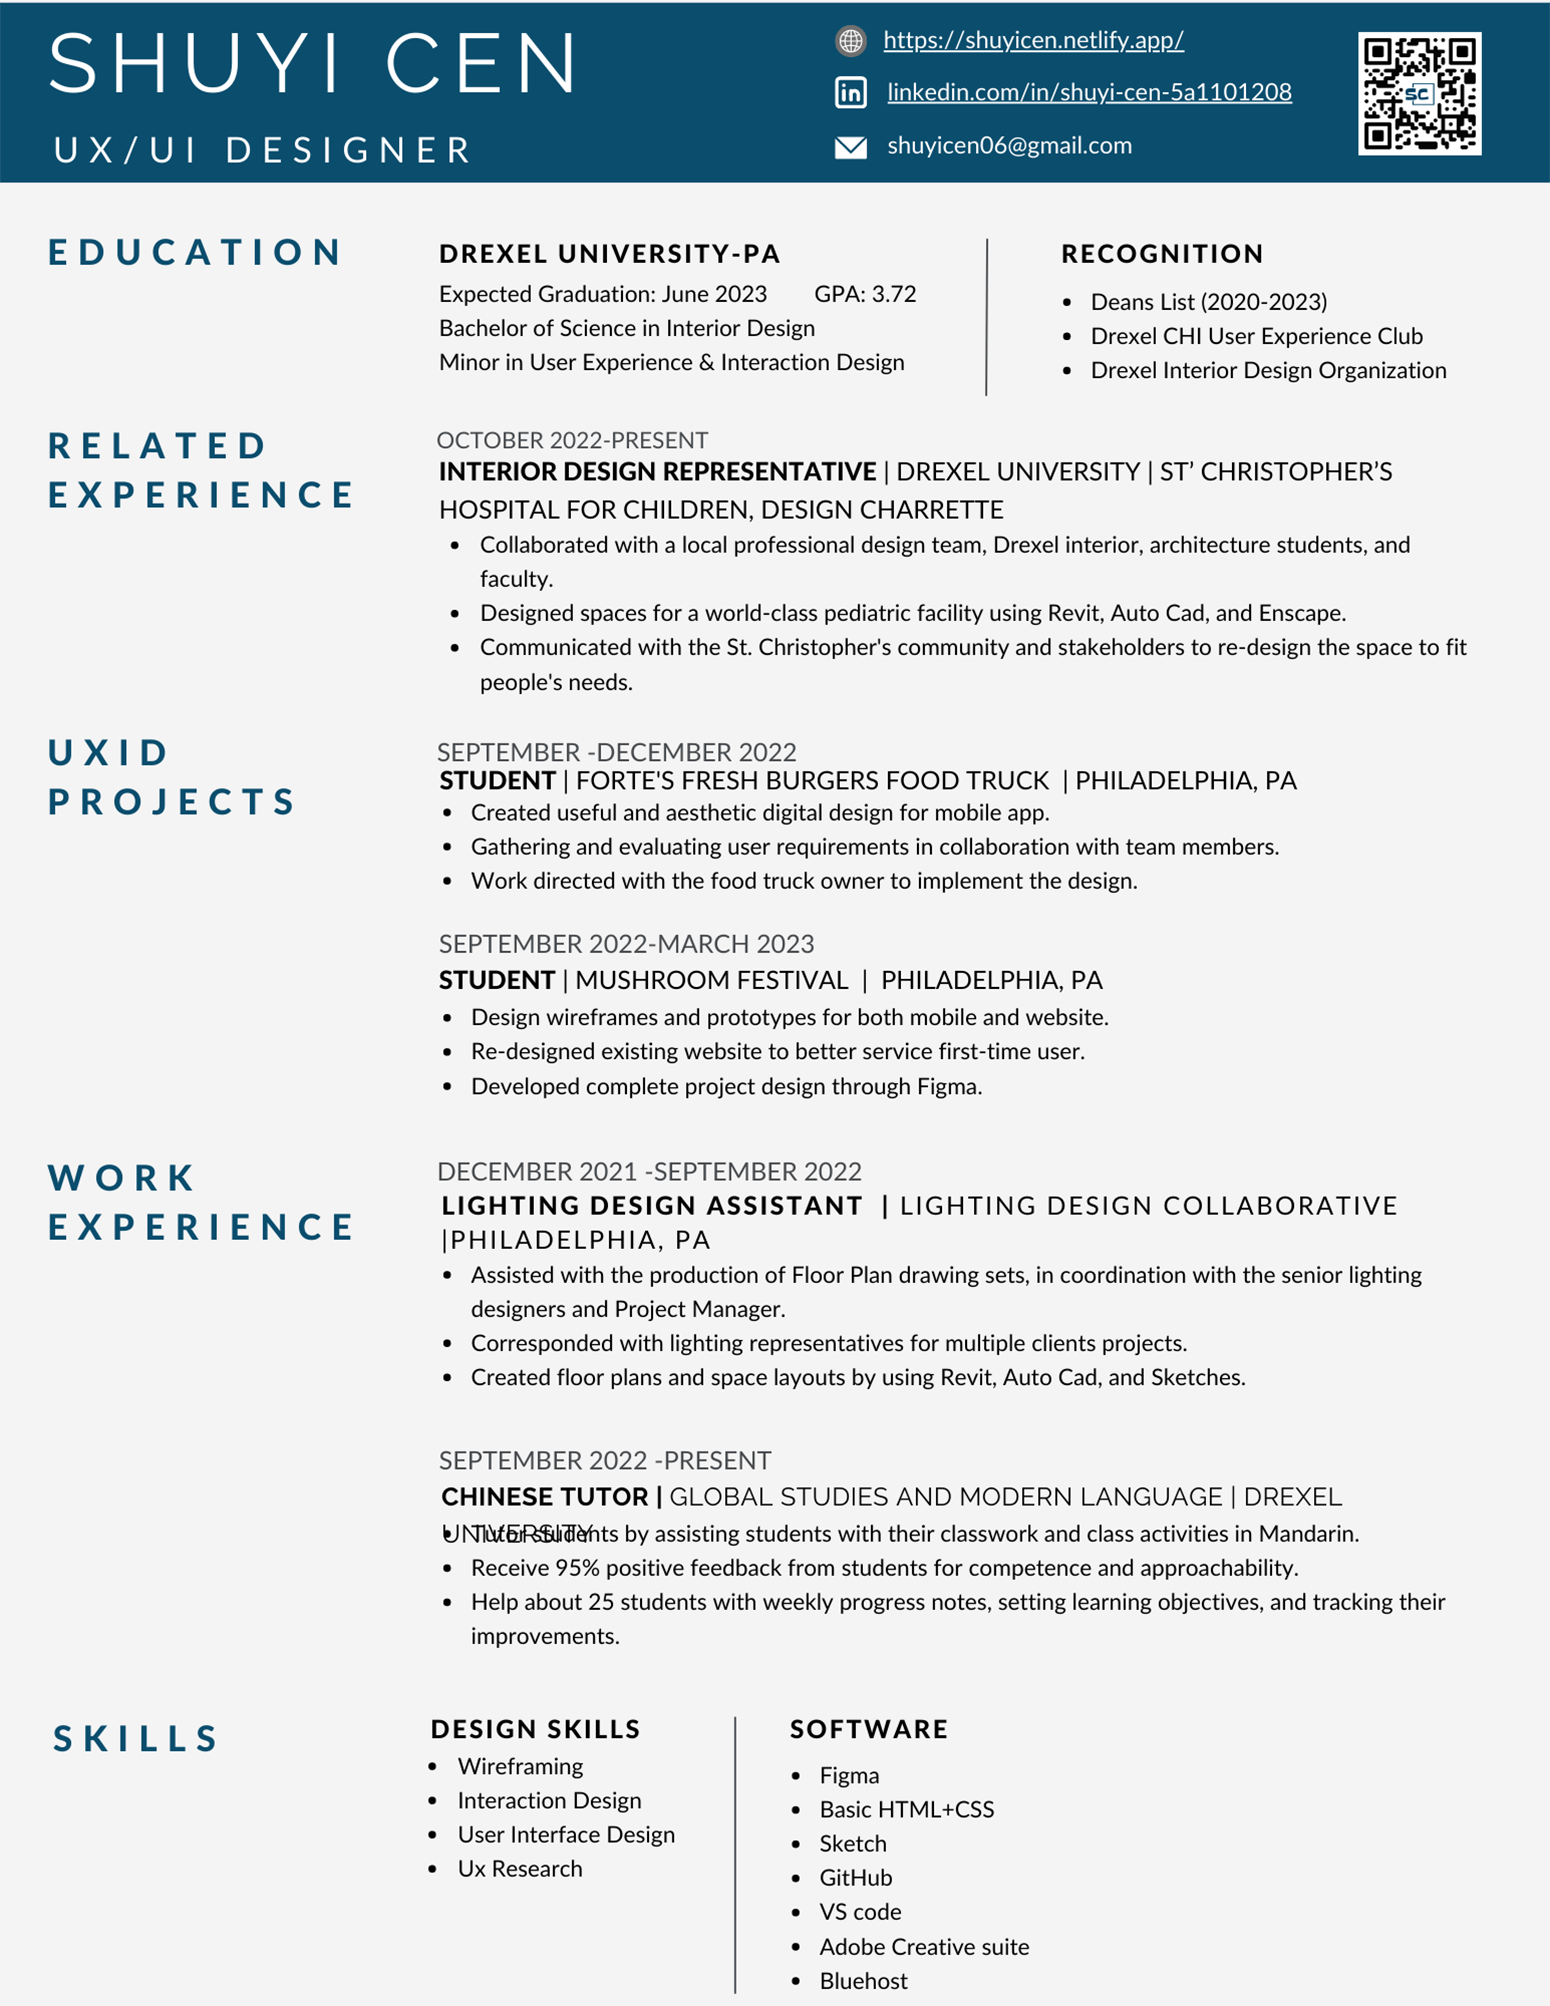 SHUYI CEN
UX/UI DESIGNER
https://shuyicen.netlify.app/
linkedin.com/in/shuyi-cen-5a1101208
shuyicen06@gmail.com
SC
EDUCATION
DREXEL UNIVERSITY-PA
Expected Graduation: June 2023 GPA: 3.72
Bachelor of Science in Interior Design
Minor in User Experience & Interaction Design
RECOGNITION
• Deans List (2020-2023)
• Drexel CHI User Experience Club
• Drexel Interior Design Organization
RELATED
EXPERIENCE
OCTOBER 2022-PRESENT
INTERIOR DESIGN REPRESENTATIVE | DREXEL UNIVERSITY | ST’ CHRISTOPHER’S
HOSPITAL FOR CHILDREN, DESIGN CHARRETTE
• Collaborated with a local professional design team, Drexel interior, architecture students, and
faculty.
• Designed spaces for a world-class pediatric facility using Revit, Auto Cad, and Enscape.
• Communicated with the St. Christopher's community and stakeholders to re-design the space to fit
people's needs.
UXID
PROJECTS
SEPTEMBER -DECEMBER 2022
STUDENT | FORTE'S FRESH BURGERS FOOD TRUCK | PHILADELPHIA, PA
• Created useful and aesthetic digital design for mobile app.
• Gathering and evaluating user requirements in collaboration with team members.
• Work directed with the food truck owner to implement the design.
SEPTEMBER 2022-MARCH 2023
STUDENT | MUSHROOM FESTIVAL | PHILADELPHIA, PA
• Design wireframes and prototypes for both mobile and website.
• Re-designed existing website to better service first-time user.
• Developed complete project design through Figma.
WORK
EXPERIENCE
DECEMBER 2021 -SEPTEMBER 2022
LIGHTING DESIGN ASSISTANT | LIGHTING DESIGN COLLABORATIVE
|PHILADELPHIA, PA
• Assisted with the production of Floor Plan drawing sets, in coordination with the senior lighting
designers and Project Manager.
• Corresponded with lighting representatives for multiple clients projects.
• Created floor plans and space layouts by using Revit, Auto Cad, and Sketches.
SEPTEMBER 2022 -PRESENT
CHINESE TUTOR | GLOBAL STUDIES AND MODERN LANGUAGE | DREXEL
UNIVERSITY
• Tutor students by assisting students with their classwork and class activities in Mandarin.
• Receive 95% positive feedback from students for competence and approachability.
• Help about 25 students with weekly progress notes, setting learning objectives, and tracking their
improvements.
SKILLS
DESIGN SKILLS
• Wireframing
• Interaction Design
• User Interface Design
• Ux Research
SOFTWARE
• Figma
• Basic HTML+CSS
• Sketch
• GitHub
• VS code
• Adobe Creative suite
• Bluehost